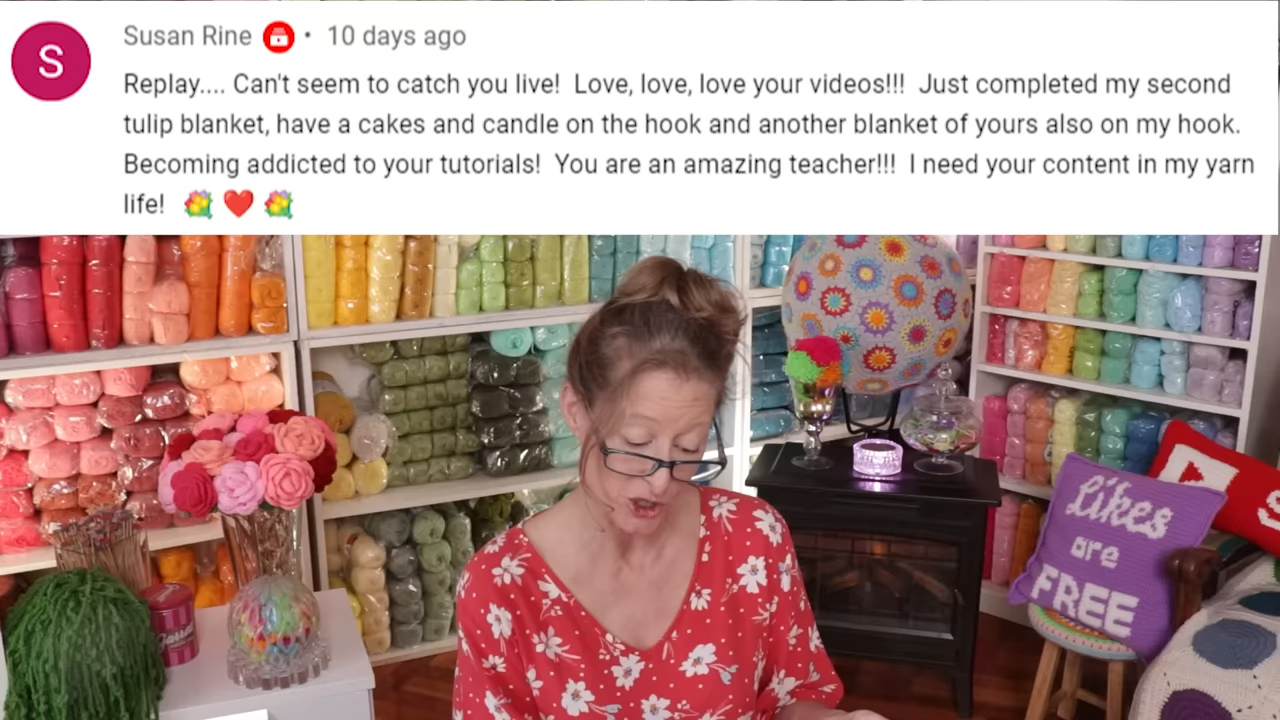 S
Susan Rine • 10 days ago
Replay.... Can't seem to catch you live! Love, love, love your videos!!! Just completed my second
tulip blanket, have a cakes and candle on the hook and another blanket of yours also on my hook.
Becoming addicted to your tutorials! You are an amazing teacher!!! I need your content in my yarn
life! 💐 ❤️ 💐
likes
are
FREE
S